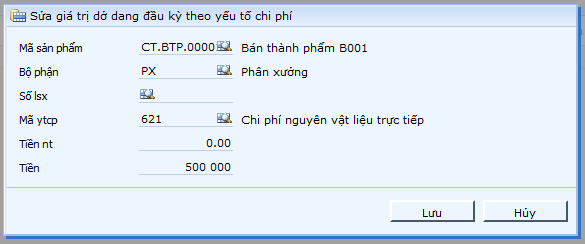 Sửa giá trị dở dang đầu kỳ theo yếu tố chi phí
Mã sản phẩm CT.BTP.0000 Bán thành phẩm B001
Bộ phận PX Phân xưởng
Số lsx
Mã ytcp 621 Chi phí nguyên vật liệu trực tiếp
Tiền nt 0.00
Tiền 500 000
Lưu Hủy